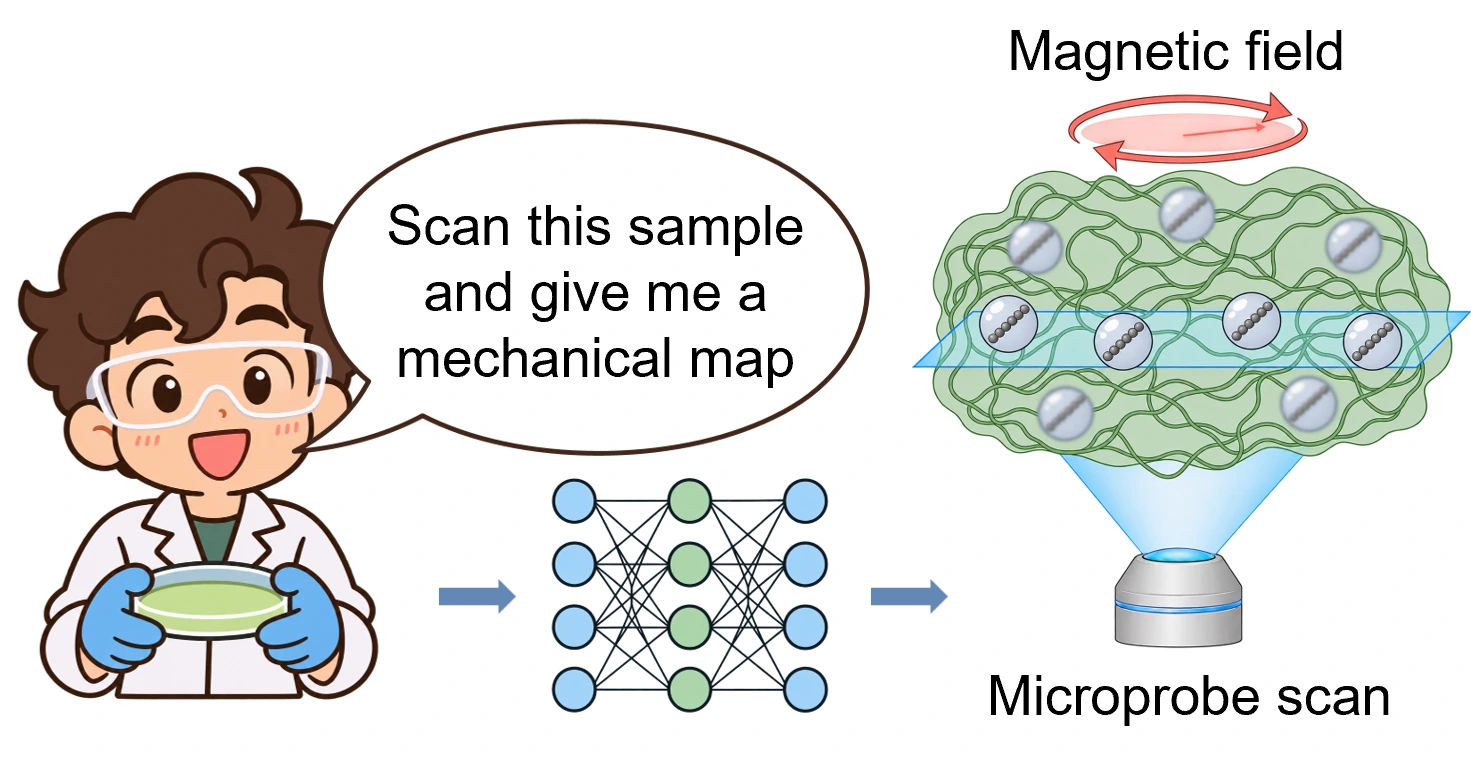 Magnetic field
Scan this sample
and give me a
mechanical map
Microprobe scan